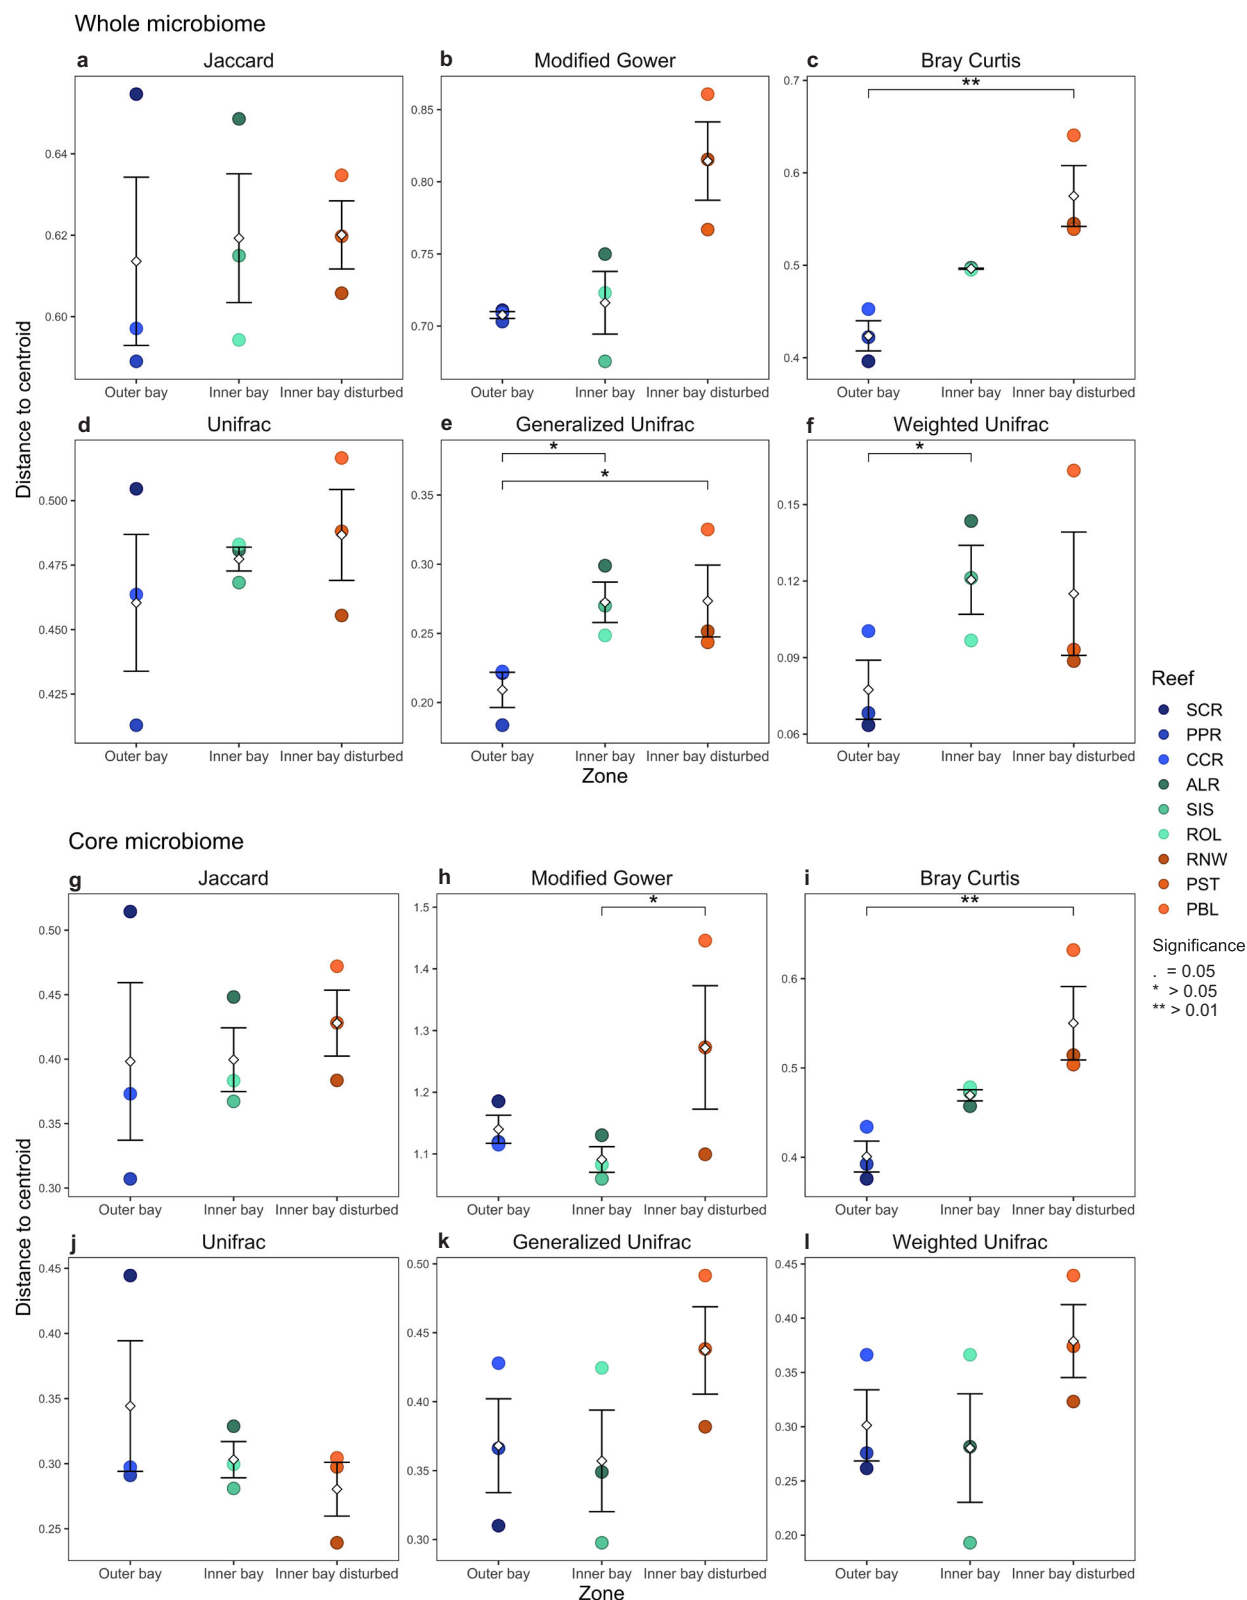 Whole microbiome
a Jaccard
b Modified Gower
c Bray Curtis
Distance to centroid
0.64
0.62
0.60
0.85
0.80
0.75
0.70
0.7
0.6
0.5
0.4
**
Outer bay Inner bay Inner bay disturbed
Outer bay Inner bay Inner bay disturbed
Outer bay Inner bay Inner bay disturbed
d Unifrac
e Generalized Unifrac
f Weighted Unifrac
0.500
0.475
0.450
0.425
0.35
0.30
0.25
0.20
*
*
0.15
0.12
0.09
0.06
*
Outer bay Inner bay Inner bay disturbed
Outer bay Inner bay Inner bay disturbed
Outer bay Inner bay Inner bay disturbed
Zone
Reef
SCR
PPR
CCR
ALR
SIS
ROL
RNW
PST
PBL
Significance
. = 0.05
* > 0.05
** > 0.01
Core microbiome
g Jaccard
h Modified Gower
i Bray Curtis
Distance to centroid
0.50
0.45
0.40
0.35
0.30
1.5
1.4
1.3
1.2
1.1
*
0.6
0.5
0.4
**
Outer bay Inner bay Inner bay disturbed
Outer bay Inner bay Inner bay disturbed
Outer bay Inner bay Inner bay disturbed
j Unifrac
k Generalized Unifrac
l Weighted Unifrac
0.45
0.40
0.35
0.30
0.25
0.50
0.45
0.40
0.35
0.30
0.45
0.40
0.35
0.30
0.25
0.20
Outer bay Inner bay Inner bay disturbed
Outer bay Inner bay Inner bay disturbed
Outer bay Inner bay Inner bay disturbed
Zone